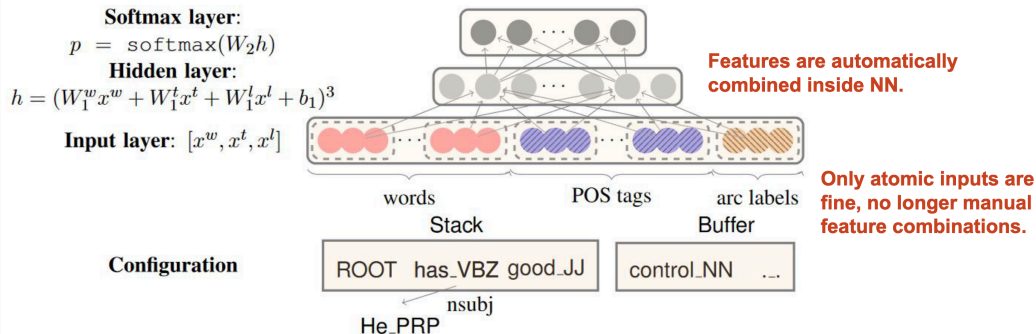 Softmax layer:
p = softmax(W₂h)
Hidden layer:
h = (W₁ʷxʷ + W₁ᵗxᵗ + W₁ˡxˡ + b₁)³
Input layer: [xʷ, xᵗ, xˡ]
···
···
···
words
POS tags
arc labels
Features are automatically
combined inside NN.
Only atomic inputs are
fine, no longer manual
feature combinations.
Stack
Buffer
Configuration
ROOT has_VBZ good_JJ
control_NN ._.
nsubj
He_PRP